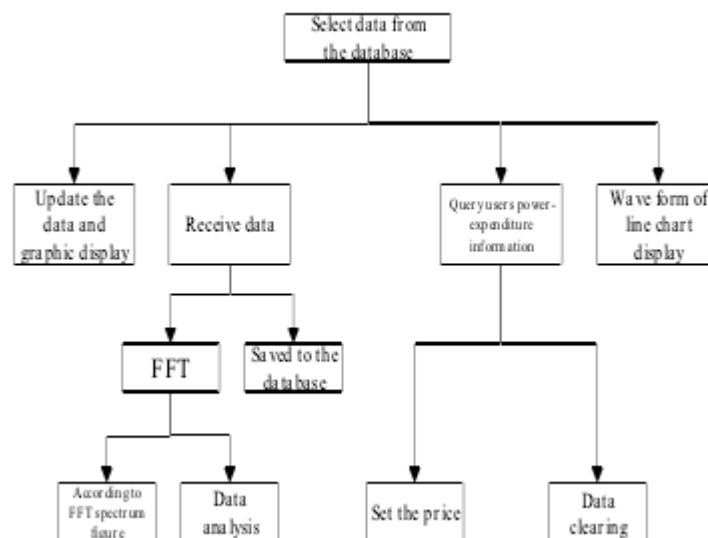 Select data from
the database
Update the
data and
graphic display
Receive data
Query users power-
expenditure
information
Wave form of
line chart
display
FFT
Saved to the
database
According to
FFT spectrum
figure
Data
analysis
Set the price
Data
clearing